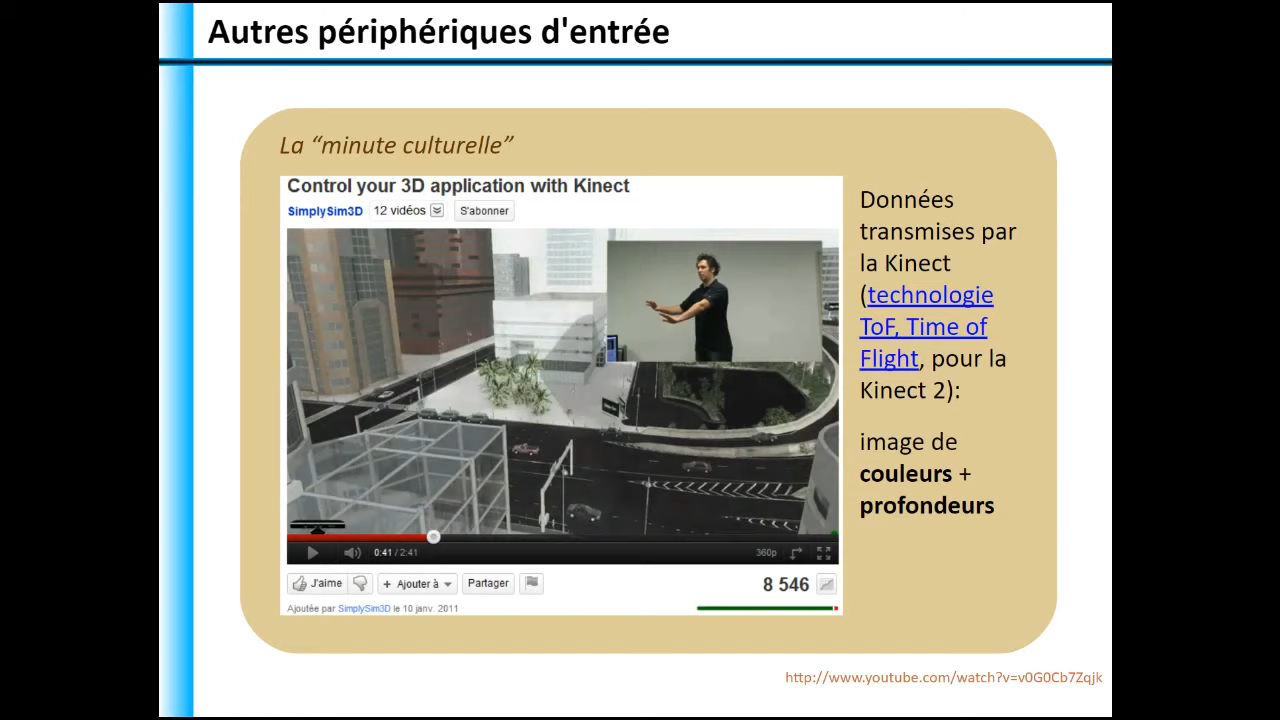 Autres périphériques d'entrée
La “minute culturelle”
Control your 3D application with Kinect
SimplySim3D 12 vidéos S'abonner
0:41 / 2:41 360p
J'aime + Ajouter à Partager 8 546
Ajoutée par SimplySim3D le 10 janv. 2011
Données
transmises par
la Kinect
(technologie
ToF, Time of
Flight, pour la
Kinect 2):
image de
couleurs +
profondeurs
http://www.youtube.com/watch?v=v0G0Cb7Zqjk